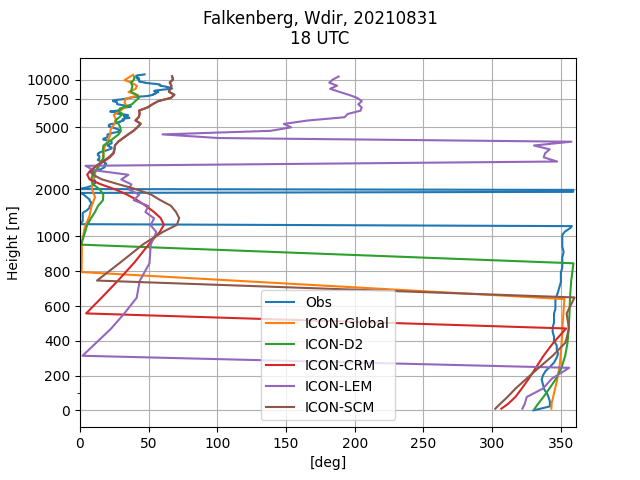 Falkenberg, Wdir, 20210831
18 UTC
Height [m]
10000
7500
5000
2000
1000
800
600
400
200
0
Obs
ICON-Global
ICON-D2
ICON-CRM
ICON-LEM
ICON-SCM
0
50
100
150
200
250
300
350
[deg]